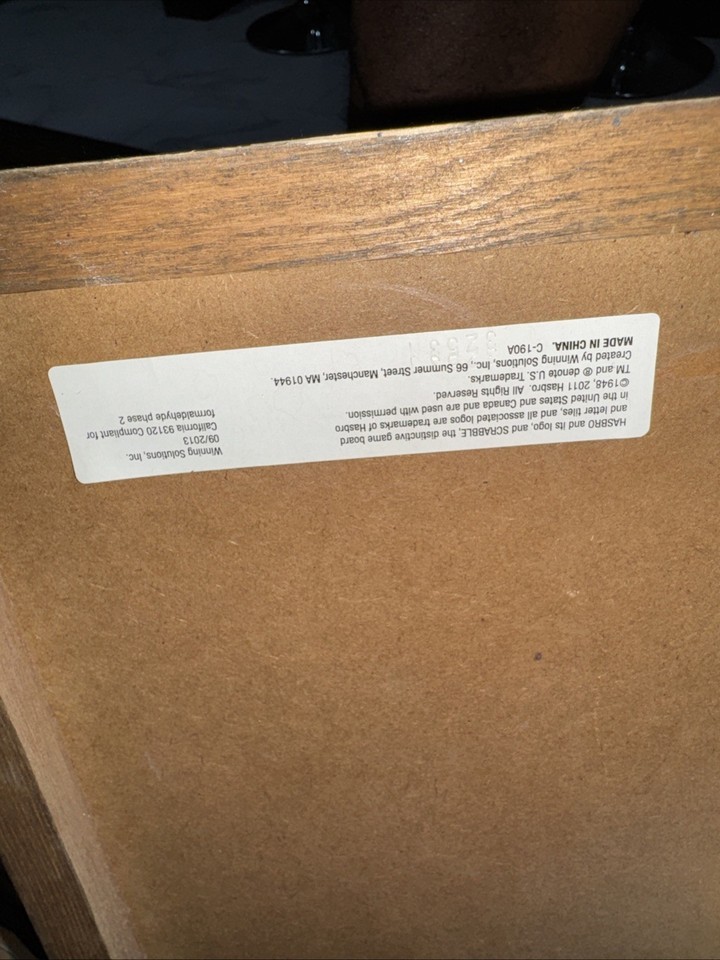 HASBRO and its logo, and SCRABBLE, the distinctive game board
and letter tiles, and all associated logos are trademarks of Hasbro
in the United States and Canada and are used with permission.
©1948, 2011 Hasbro. All Rights Reserved.
TM and ® denote U.S. Trademarks.
Created by Winning Solutions, Inc., 66 Summer Street, Manchester, MA 01944.
MADE IN CHINA. C-190A
Winning Solutions, Inc.
09/2013
California 93120 Compliant for
formaldehyde phase 2